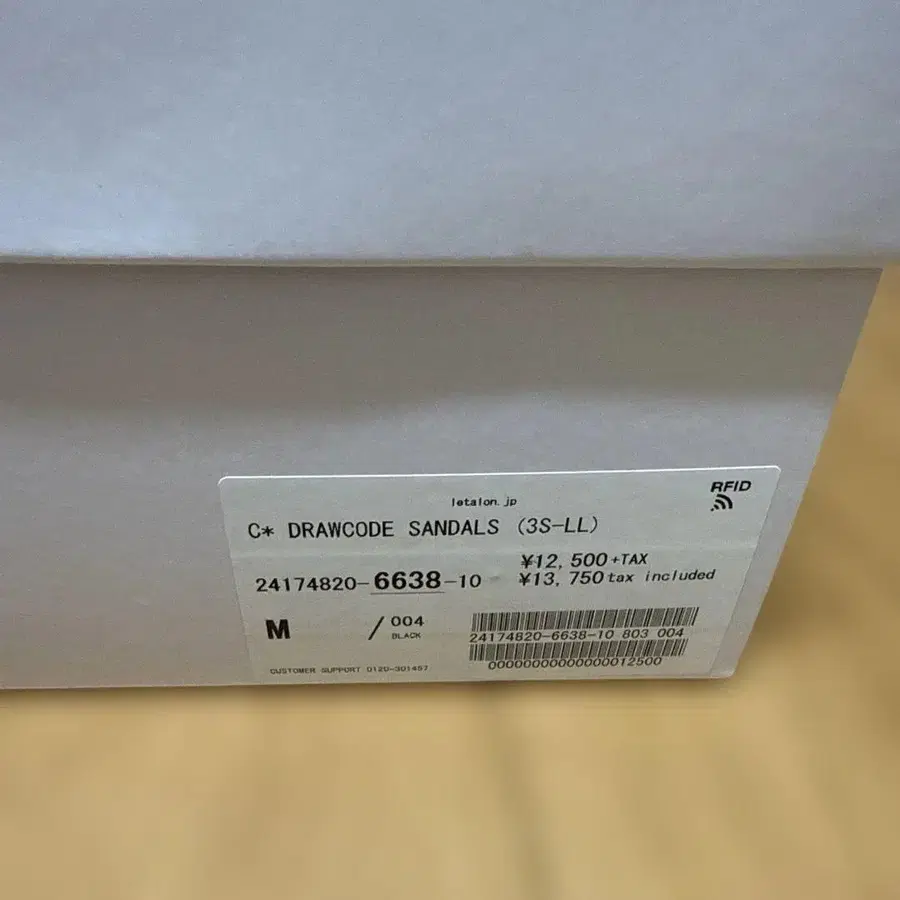 RFID
letalon.jp
C* DRAWCODE SANDALS (3S-LL)
¥12,500+TAX
24174820-6638-10
¥13,750 tax included
M / 004
BLACK
24174820-6638-10 803 004
CUSTOMER SUPPORT 0120-301457
00000000000000012500